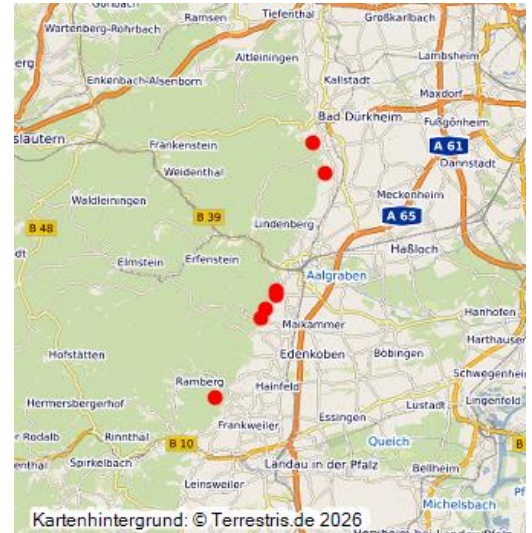 Tiefenthal
Ramsen
Großkarlbach
Wartenberg-Rohrbach
Altleiningen
Lambsheim
Enkenbach-Alsenborn
Kallstadt
Maxdorf
Bad Dürkheim
Fußgönheim
slautern
Frankenstein
A 61
Dannstadt
Weidenthal
Meckenheim
Waldleiningen
B 39
A 65
B 48
Lindenberg
Haßloch
Elmstein
Erfenstein
Aalgraben
Hanhofen
Maikammer
Harthausen
Hofstätten
Edenkoben
Böbingen
Schwegenheim
Ramberg
Hainfeld
Hermersbergerhof
Lustadt
Lingenfeld
Essingen
Frankweiler
r Rodalb
Rinnthal
B 10
Queich
B
enthal
Spirkelbach
Landau in der Pfalz
Bellheim
Leinsweiler
Michelsbach
Kartenhintergrund: © Terrestris.de 2026